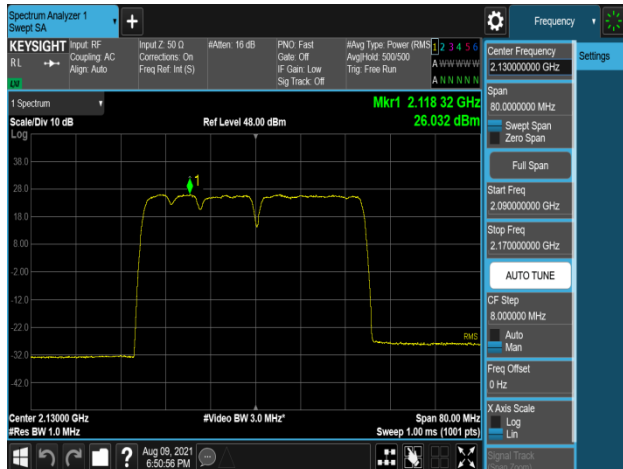 Spectrum Analyzer 1
Swept SA
Frequency
KEYSIGHT
RL
Input: RF
Coupling: AC
Align: Auto
Input Z: 50 Ω
Corrections: On
Freq Ref: Int (S)
#Atten: 16 dB
PNO: Fast
Gate: Off
IF Gain: Low
Sig Track: Off
#Avg Type: Power (RMS
Avg|Hold: 500/500
Trig: Free Run
1 2 3 4 5 6
A W W W W W
A N N N N N
1 Spectrum
Scale/Div 10 dB
Ref Level 48.00 dBm
Mkr1 2.118 32 GHz
26.032 dBm
Log
38.0
28.0
18.0
8.00
-2.00
-12.0
-22.0
-32.0
-42.0
1
RMS
Center 2.13000 GHz
#Res BW 1.0 MHz
#Video BW 3.0 MHz*
Span 80.00 MHz
Sweep 1.00 ms (1001 pts)
Aug 09, 2021
6:50:56 PM
Settings
Center Frequency
2.130000000 GHz
Span
80.0000000 MHz
Swept Span
Zero Span
Full Span
Start Freq
2.090000000 GHz
Stop Freq
2.170000000 GHz
AUTO TUNE
CF Step
8.000000 MHz
Auto
Man
Freq Offset
0 Hz
X Axis Scale
Log
Lin
Signal Track
(Span Zoom)